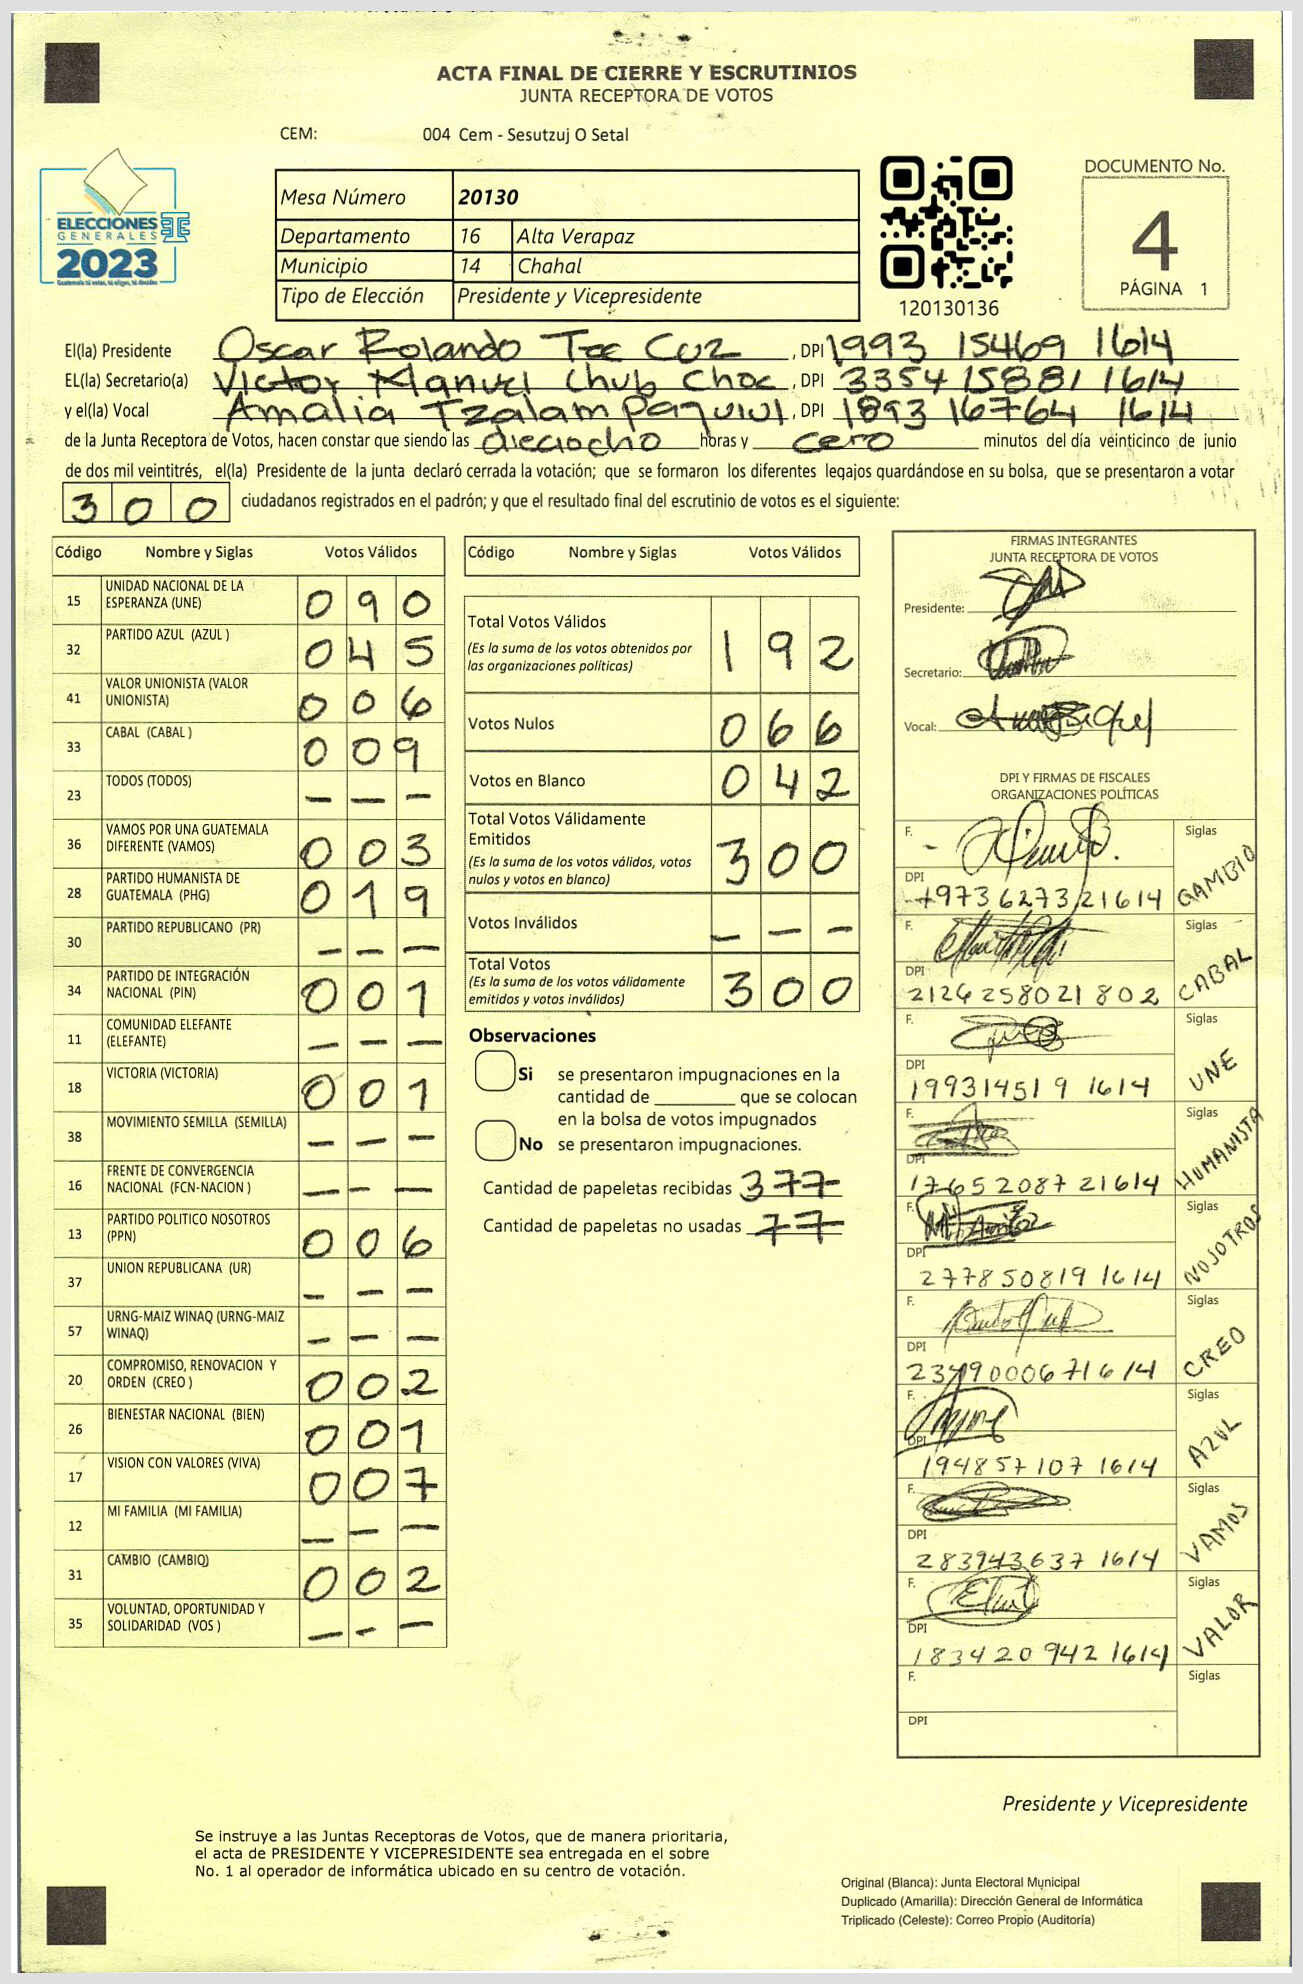 ACTA FINAL DE CIERRE Y ESCRUTINIOS
JUNTA RECEPTORA DE VOTOS
CEM: 004 Cem - Sesutzuj O Setal
ELECCIONES
GENERALES
2023
Guatemala tú votas, tú eliges, tú decides
Mesa Número 20130
Departamento 16 Alta Verapaz
Municipio 14 Chahal
Tipo de Elección Presidente y Vicepresidente
120130136
DOCUMENTO No.
4
PÁGINA 1
El(la) Presidente Oscar Rolando Tec Cuz, DPI 1993 15469 1614
EL(la) Secretario(a) Victor Manuel Chub Choc, DPI 3354 15881 1614
y el(la) Vocal Amalia Tzalam Paquiul, DPI 1893 16764 1614
de la Junta Receptora de Votos, hacen constar que siendo las dieciocho horas y cero minutos del día veinticinco de junio
de dos mil veintitrés, el(la) Presidente de la junta declaró cerrada la votación; que se formaron los diferentes legajos quardándose en su bolsa, que se presentaron a votar
300 ciudadanos registrados en el padrón; y que el resultado final del escrutinio de votos es el siguiente:
Código Nombre y Siglas Votos Válidos
15 UNIDAD NACIONAL DE LA
ESPERANZA (UNE) 0 9 0
32 PARTIDO AZUL (AZUL ) 0 4 5
41 VALOR UNIONISTA (VALOR
UNIONISTA) 0 0 6
33 CABAL (CABAL ) 0 0 9
23 TODOS (TODOS) — — —
36 VAMOS POR UNA GUATEMALA
DIFERENTE (VAMOS) 0 0 3
28 PARTIDO HUMANISTA DE
GUATEMALA (PHG) 0 1 9
30 PARTIDO REPUBLICANO (PR) — — —
34 PARTIDO DE INTEGRACIÓN
NACIONAL (PIN) 0 0 1
11 COMUNIDAD ELEFANTE
(ELEFANTE) — — —
18 VICTORIA (VICTORIA) 0 0 1
38 MOVIMIENTO SEMILLA (SEMILLA) — — —
16 FRENTE DE CONVERGENCIA
NACIONAL (FCN-NACION ) — — —
13 PARTIDO POLITICO NOSOTROS
(PPN) 0 0 6
37 UNION REPUBLICANA (UR) — — —
57 URNG-MAIZ WINAQ (URNG-MAIZ
WINAQ) — — —
20 COMPROMISO, RENOVACION Y
ORDEN (CREO ) 0 0 2
26 BIENESTAR NACIONAL (BIEN) 0 0 1
17 VISION CON VALORES (VIVA) 0 0 7
12 MI FAMILIA (MI FAMILIA) — — —
31 CAMBIO (CAMBIO) 0 0 2
35 VOLUNTAD, OPORTUNIDAD Y
SOLIDARIDAD (VOS ) — — —
Código Nombre y Siglas Votos Válidos
Total Votos Válidos 1 9 2
(Es la suma de los votos obtenidos por
las organizaciones políticas)
Votos Nulos 0 6 6
Votos en Blanco 0 4 2
Total Votos Válidamente
Emitidos 3 0 0
(Es la suma de los votos válidos, votos
nulos y votos en blanco)
Votos Inválidos — — —
Total Votos 3 0 0
(Es la suma de los votos válidamente
emitidos y votos inválidos)
Observaciones
Si se presentaron impugnaciones en la
cantidad de ________ que se colocan
en la bolsa de votos impugnados
No se presentaron impugnaciones.
Cantidad de papeletas recibidas 377
Cantidad de papeletas no usadas 77
FIRMAS INTEGRANTES
JUNTA RECEPTORA DE VOTOS
Presidente:
Secretario:
Vocal:
DPI Y FIRMAS DE FISCALES
ORGANIZACIONES POLÍTICAS
F. Siglas
DPI 1973 62732 1614 CAMBIO
F. Siglas
DPI 2126258021802 CABAL
F. Siglas
DPI 199314519 1614 UNE
F. Siglas
DPI 1765208721614 HUMANISTA
F. Siglas
DPI 277850819 1614 NOSOTROS
F. Siglas
DPI 2349000671614 CREO
F. Siglas
DPI 194857107 1614 AZUL
F. Siglas
DPI 283943637 1614 VAMOS
F. Siglas
DPI 183420942 1614 VALOR
F. Siglas
DPI
Presidente y Vicepresidente
Se instruye a las Juntas Receptoras de Votos, que de manera prioritaria,
el acta de PRESIDENTE Y VICEPRESIDENTE sea entregada en el sobre
No. 1 al operador de informática ubicado en su centro de votación.
Original (Blanca): Junta Electoral Municipal
Duplicado (Amarilla): Dirección General de Informática
Triplicado (Celeste): Correo Propio (Auditoría)